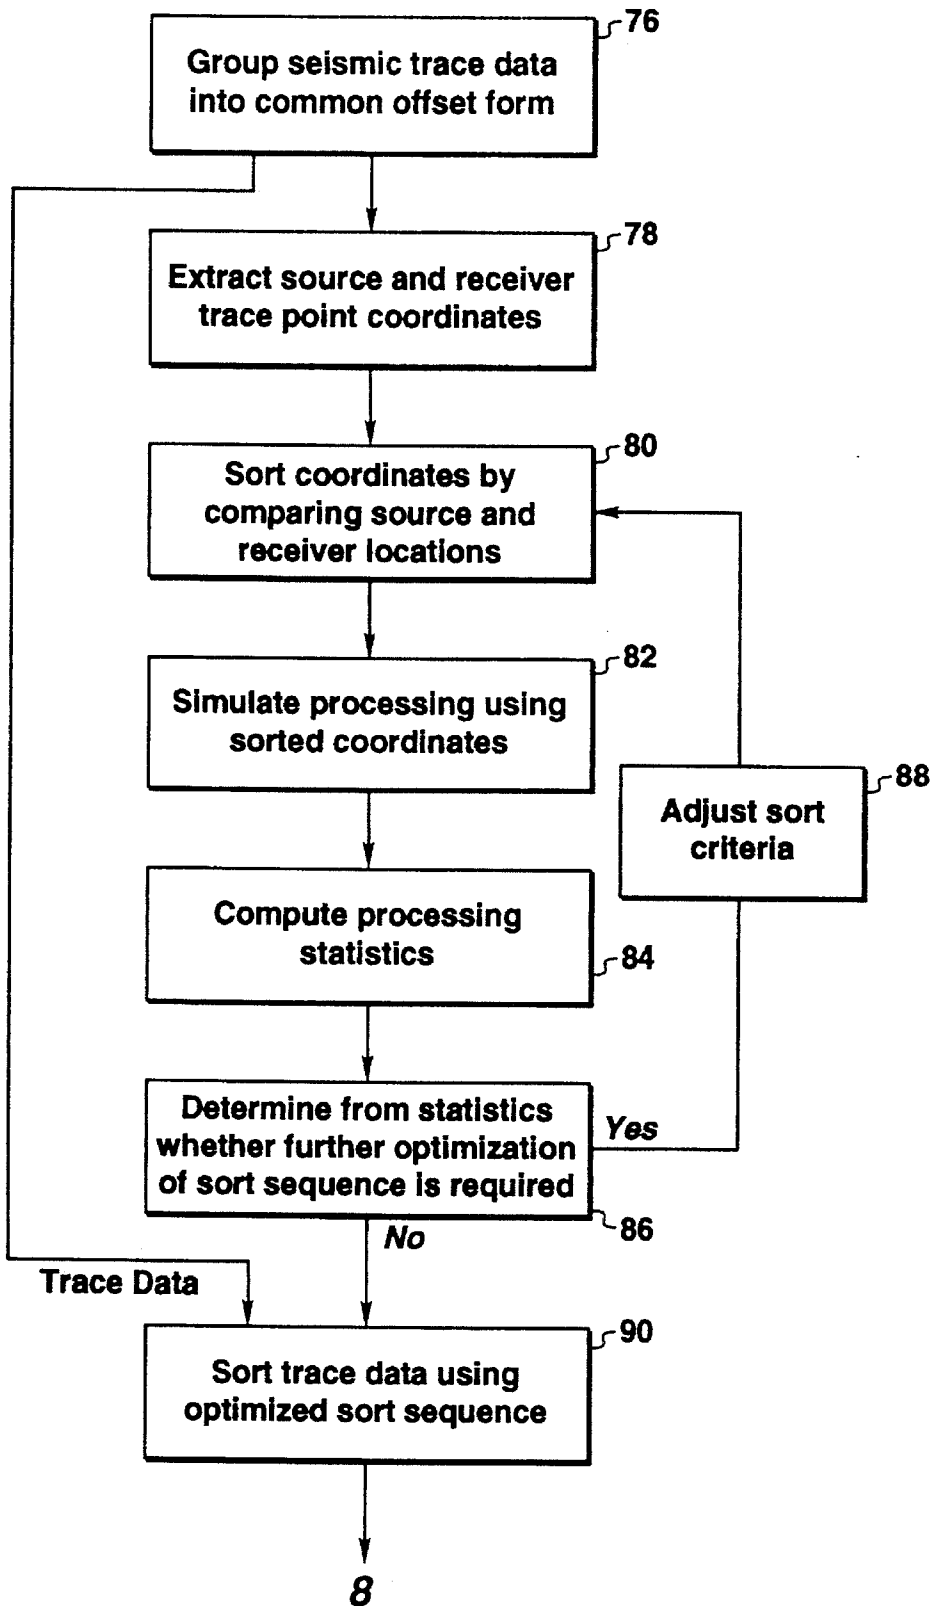 76
Group seismic trace data
into common offset form
78
Extract source and receiver
trace point coordinates
80
Sort coordinates by
comparing source and
receiver locations
82
Simulate processing using
sorted coordinates
88
Adjust sort
criteria
Compute processing
statistics
84
Determine from statistics
whether further optimization
of sort sequence is required
Yes
86
No
Trace Data
90
Sort trace data using
optimized sort sequence
8